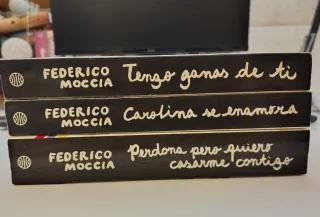 FEDERICO
MOCCIA
Tengo ganas de ti
FEDERICO
MOCCIA
Carolina se enamora
FEDERICO
MOCCIA
Perdona pero quiero
casarme contigo